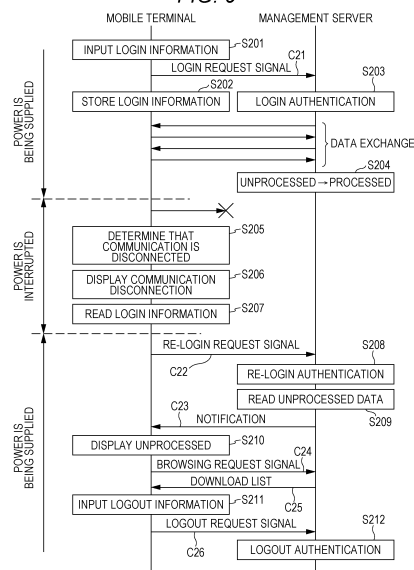 MOBILE TERMINAL MANAGEMENT SERVER
INPUT LOGIN INFORMATION S201
LOGIN REQUEST SIGNAL C21
S202 S203
STORE LOGIN INFORMATION LOGIN AUTHENTICATION
POWER IS
BEING SUPPLIED
DATA EXCHANGE
S204
UNPROCESSED→PROCESSED
POWER IS
INTERRUPTED
DETERMINE THAT
COMMUNICATION IS
DISCONNECTED
S205
DISPLAY COMMUNICATION
DISCONNECTION
S206
READ LOGIN INFORMATION S207
POWER IS
BEING SUPPLIED
RE-LOGIN REQUEST SIGNAL
C22
S208
RE-LOGIN AUTHENTICATION
READ UNPROCESSED DATA
S209
C23
NOTIFICATION
DISPLAY UNPROCESSED S210
C24
BROWSING REQUEST SIGNAL
DOWNLOAD LIST
C25
INPUT LOGOUT INFORMATION S211
LOGOUT REQUEST SIGNAL
C26
S212
LOGOUT AUTHENTICATION